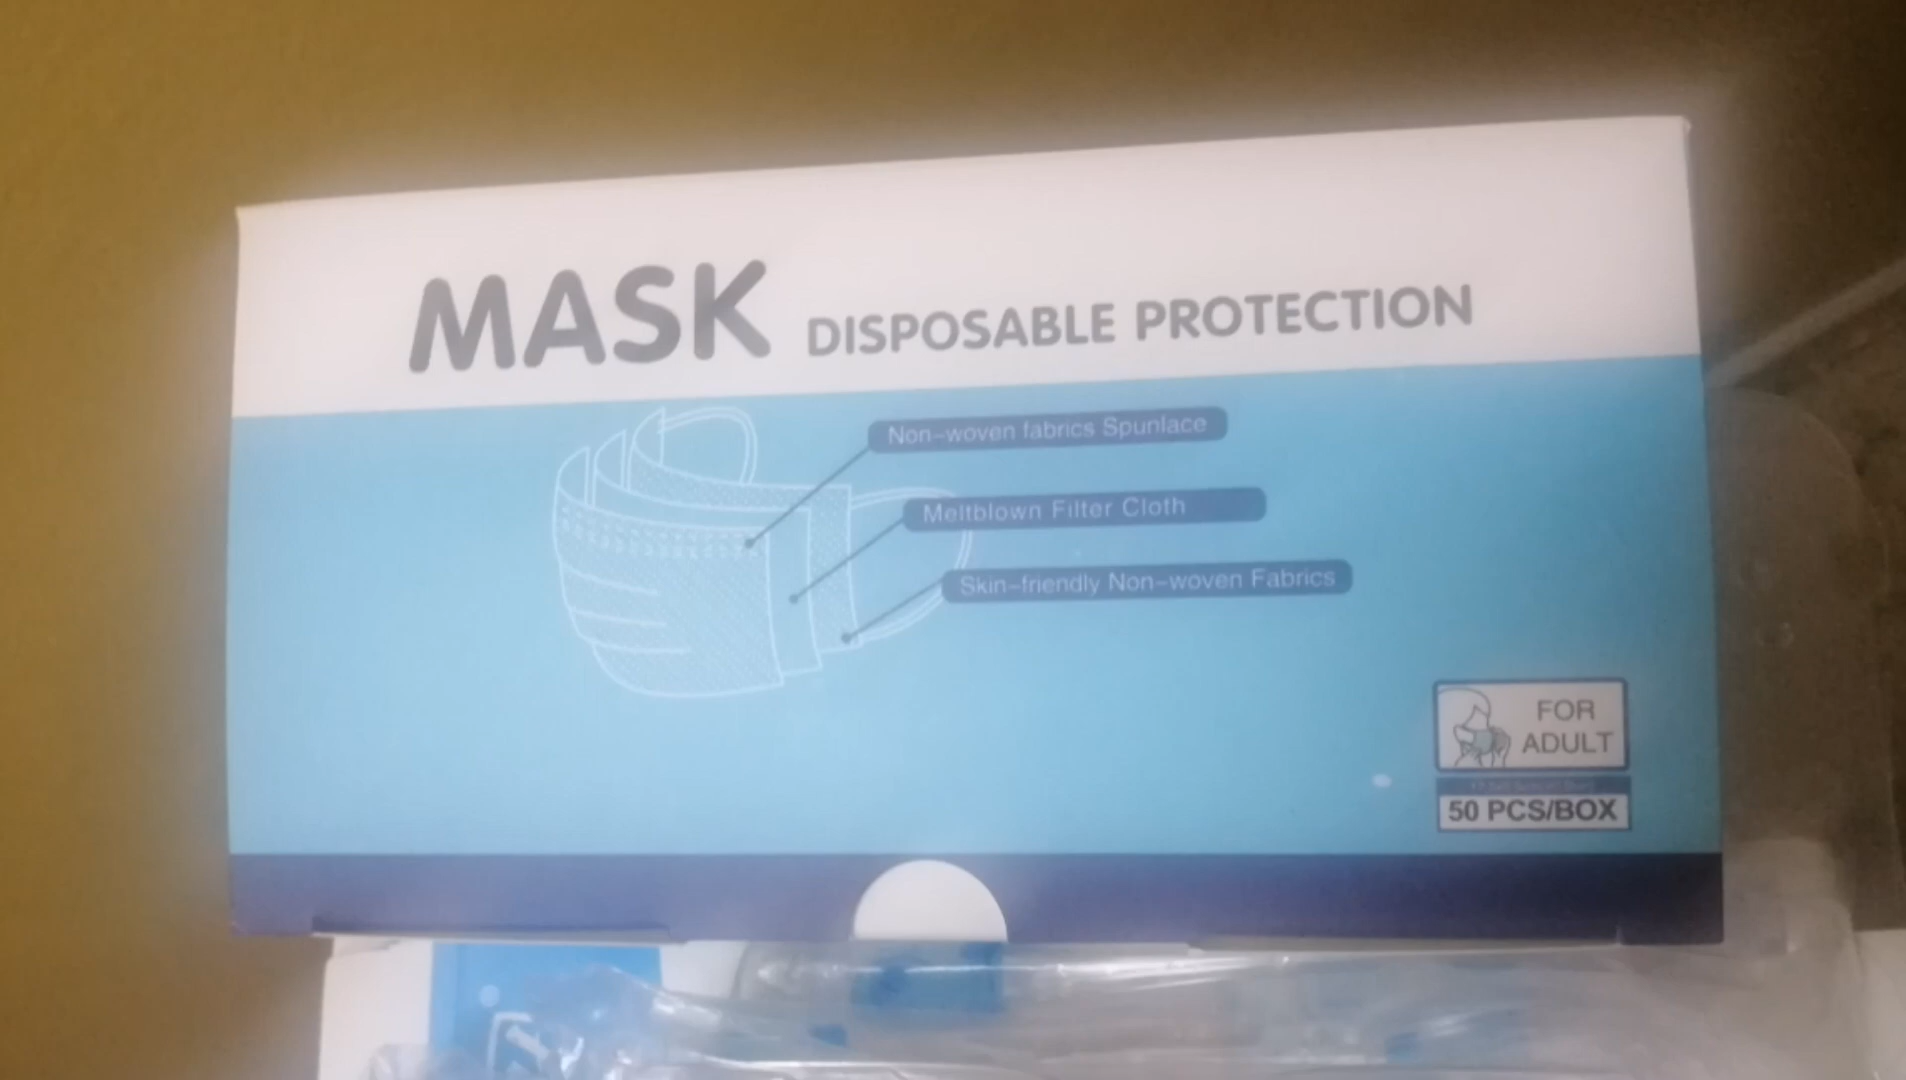 MASK DISPOSABLE PROTECTION
Non-woven fabrics Spunlace
Meltblown Filter Cloth
Skin-friendly Non-woven Fabrics
FOR
ADULT
50 PCS/BOX